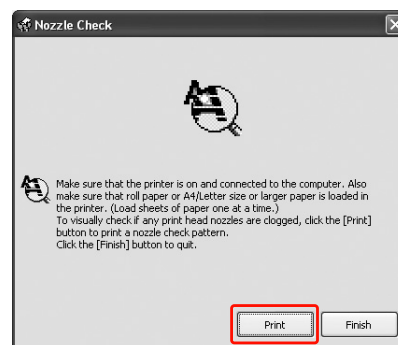 Nozzle Check
Make sure that the printer is on and connected to the computer. Also
make sure that roll paper or A4/Letter size or larger paper is loaded in
the printer. (Load sheets of paper one at a time.)
To visually check if any print head nozzles are clogged, click the [Print]
button to print a nozzle check pattern.
Click the [Finish] button to quit.
Print
Finish